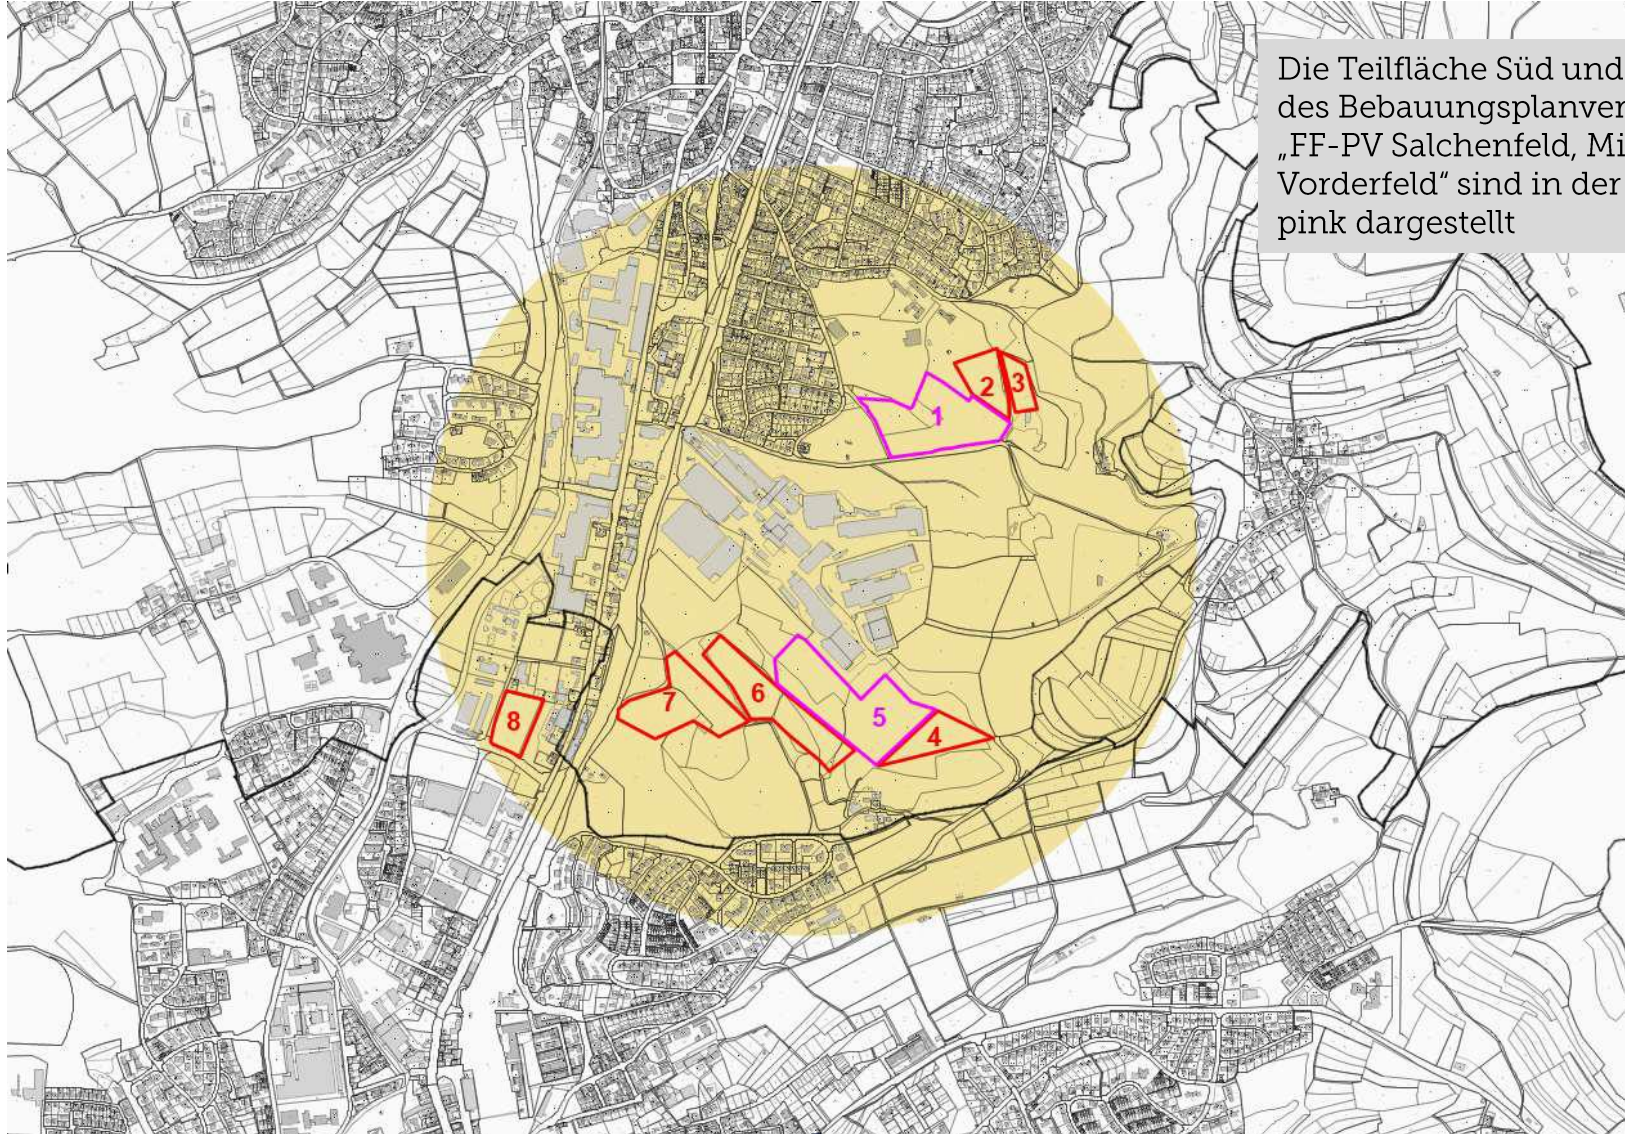 Die Teilfläche Süd und
des Bebauungsplanver
„FF-PV Salchenfeld, Mi
Vorderfeld“ sind in der
pink dargestellt
2
3
1
6
7
5
8
4